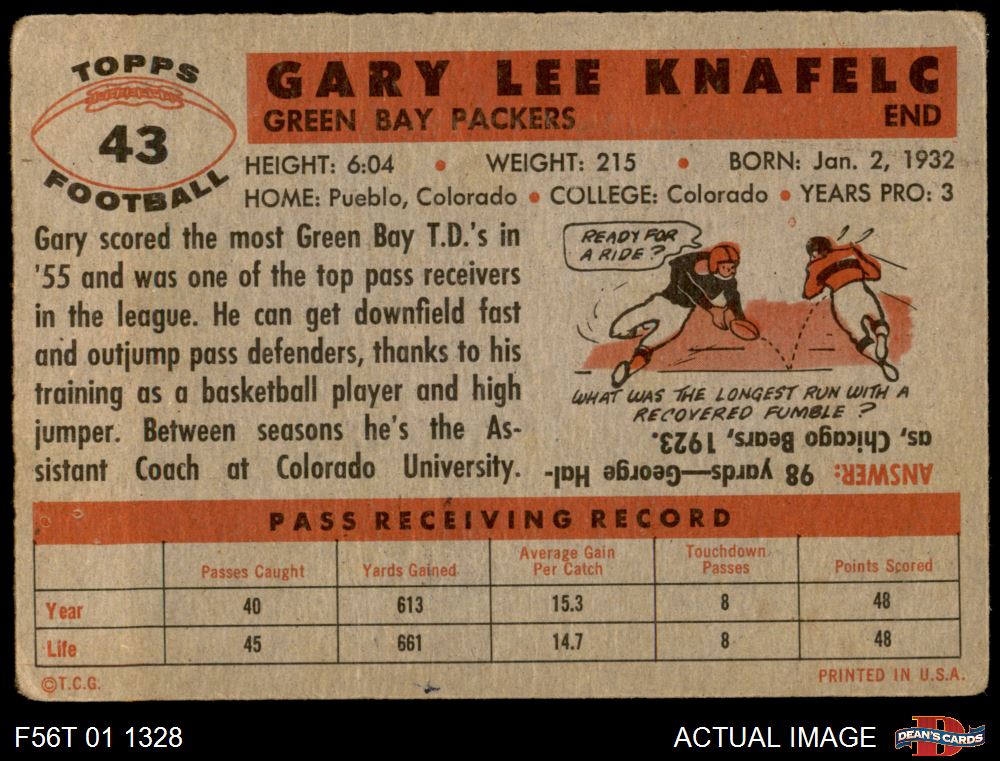 TOPPS
43
FOOTBALL
GARY LEE KNAFELC
GREEN BAY PACKERS END
HEIGHT: 6:04 • WEIGHT: 215 • BORN: Jan. 2, 1932
HOME: Pueblo, Colorado • COLLEGE: Colorado • YEARS PRO: 3
Gary scored the most Green Bay T.D.'s in
'55 and was one of the top pass receivers
in the league. He can get downfield fast
and outjump pass defenders, thanks to his
training as a basketball player and high
jumper. Between seasons he's the As-
sistant Coach at Colorado University.
READY FOR
A RIDE?
WHAT WAS THE LONGEST RUN WITH A
RECOVERED FUMBLE?
ANSWER: 98 yards—George Hal-
as, Chicago Bears, 1923.
PASS RECEIVING RECORD
Passes Caught Yards Gained Average Gain Per Catch Touchdown Passes Points Scored
Year 40 613 15.3 8 48
Life 45 661 14.7 8 48
©T.C.G. PRINTED IN U.S.A.
F56T 01 1328 ACTUAL IMAGE DEAN'S CARDS